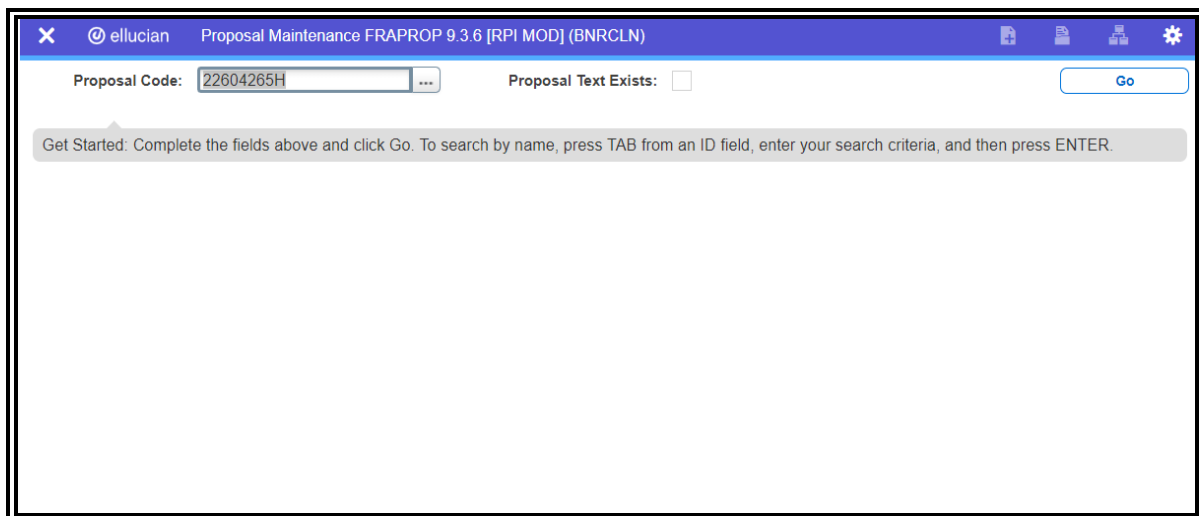 ellucian Proposal Maintenance FRAPROP 9.3.6 [RPI MOD] (BNRCLN)
Proposal Code: 22604265H ... Proposal Text Exists: Go
Get Started: Complete the fields above and click Go. To search by name, press TAB from an ID field, enter your search criteria, and then press ENTER.